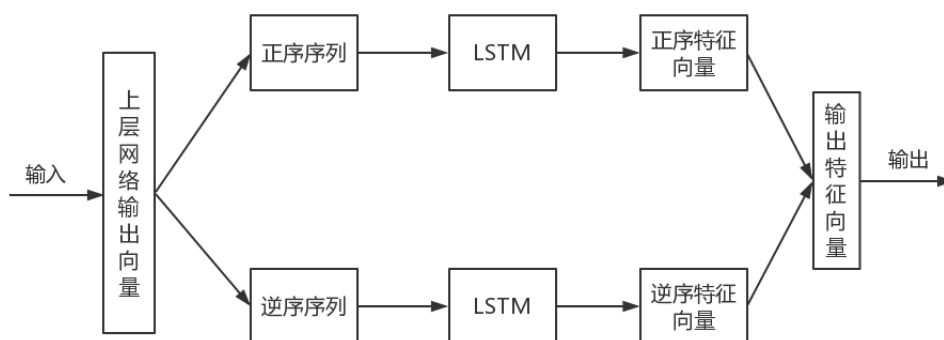 输入
上
层
网
络
输
出
向
量
正序序列
LSTM
正序特征
向量
逆序序列
LSTM
逆序特征
向量
输
出
特
征
向
量
输出